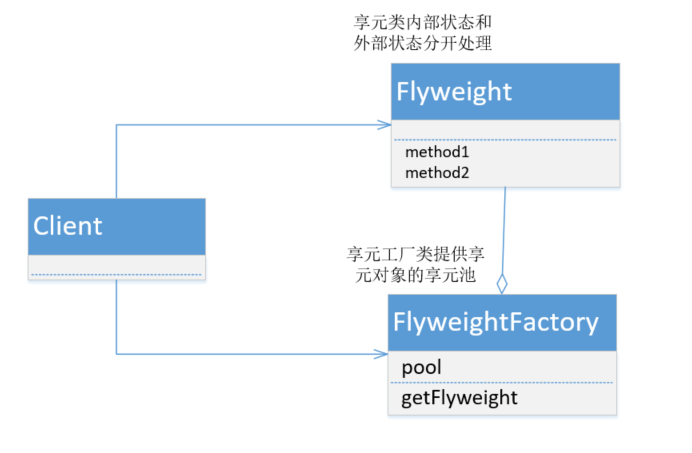 享元类内部状态和
外部状态分开处理
Flyweight
method1
method2
Client
享元工厂类提供享
元对象的享元池
FlyweightFactory
pool
getFlyweight